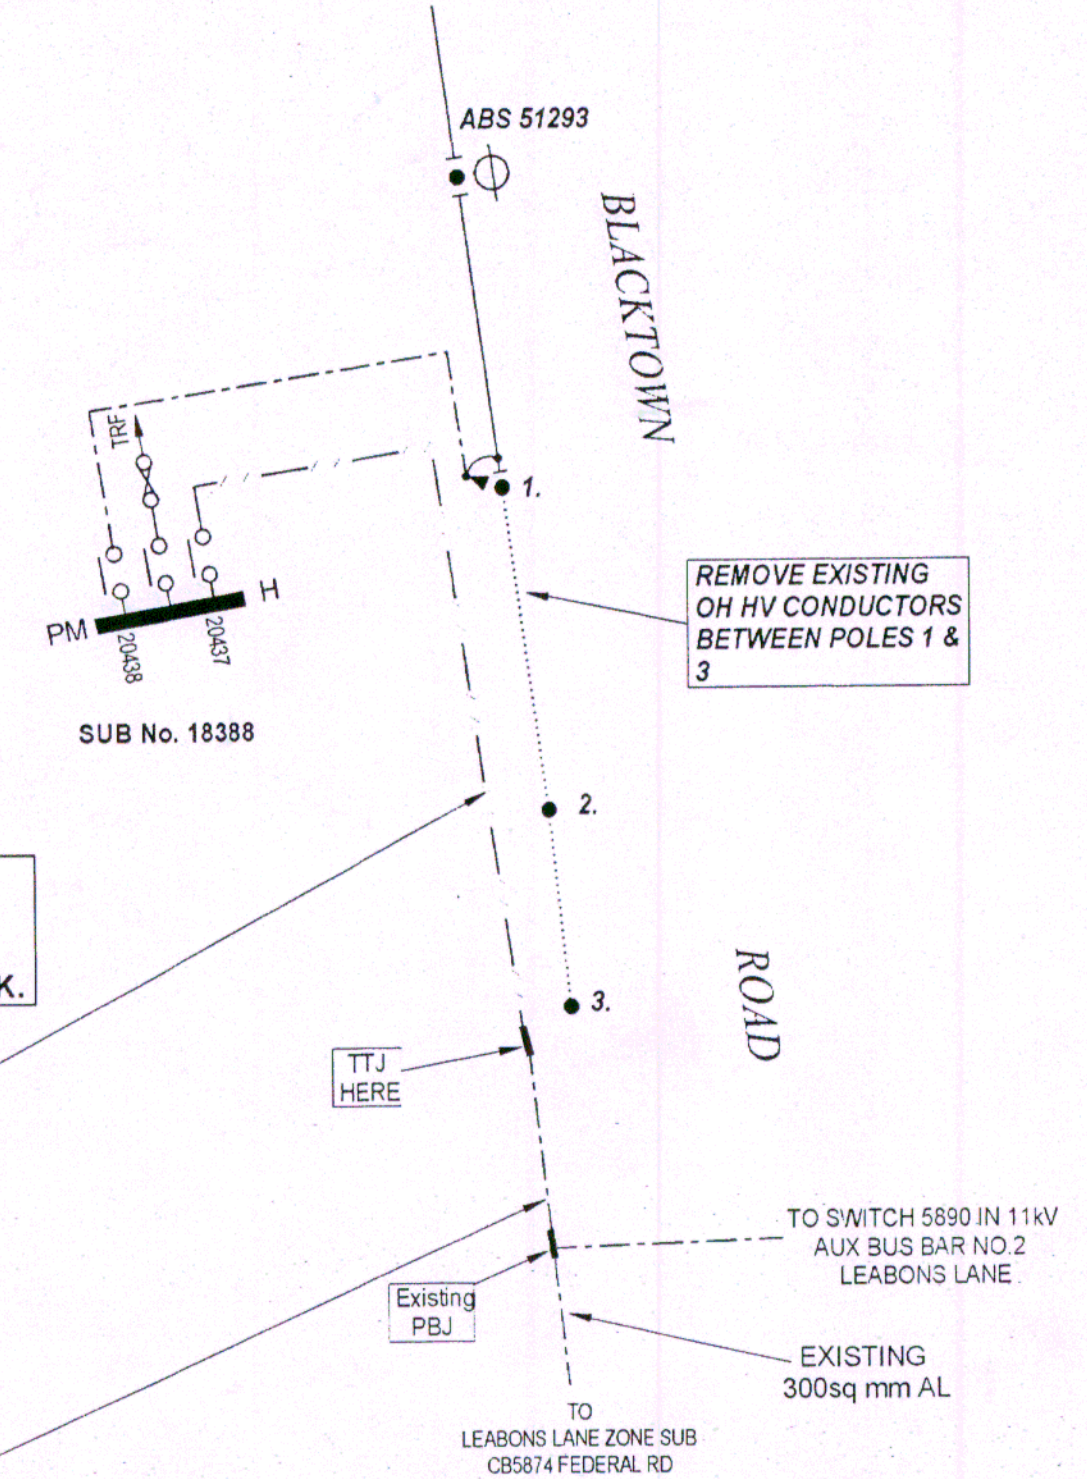 ABS 51293
BLACKTOWN
TRF
1.
REMOVE EXISTING
OH HV CONDUCTORS
BETWEEN POLES 1 &
3
PM
H
20438
20437
SUB No. 18388
2.
K.
3.
ROAD
TTJ
HERE
TO SWITCH 5890 IN 11kV
AUX BUS BAR NO.2
LEABONS LANE
Existing
PBJ
EXISTING
300sq mm AL
TO
LEABONS LANE ZONE SUB
CB5874 FEDERAL RD